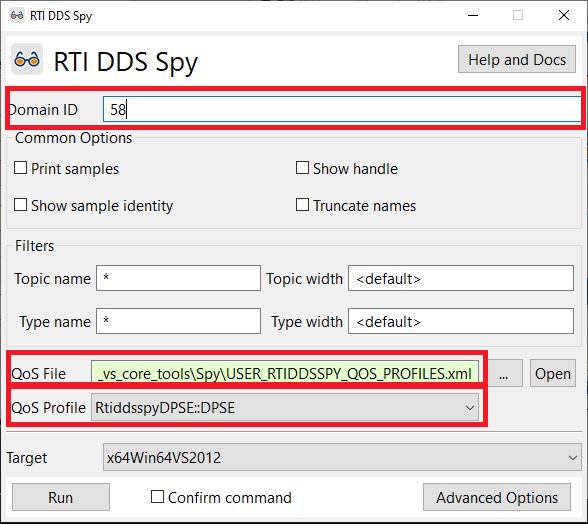 RTI DDS Spy
RTI DDS Spy
Help and Docs
Domain ID 58
Common Options
Print samples Show handle
Show sample identity Truncate names
Filters
Topic name * Topic width <default>
Type name * Type width <default>
QoS File _vs_core_tools\Spy\USER_RTIDDSSPY_QOS_PROFILES.xml ... Open
QoS Profile RtiddsspyDPSE::DPSE
Target x64Win64VS2012
Run Confirm command Advanced Options